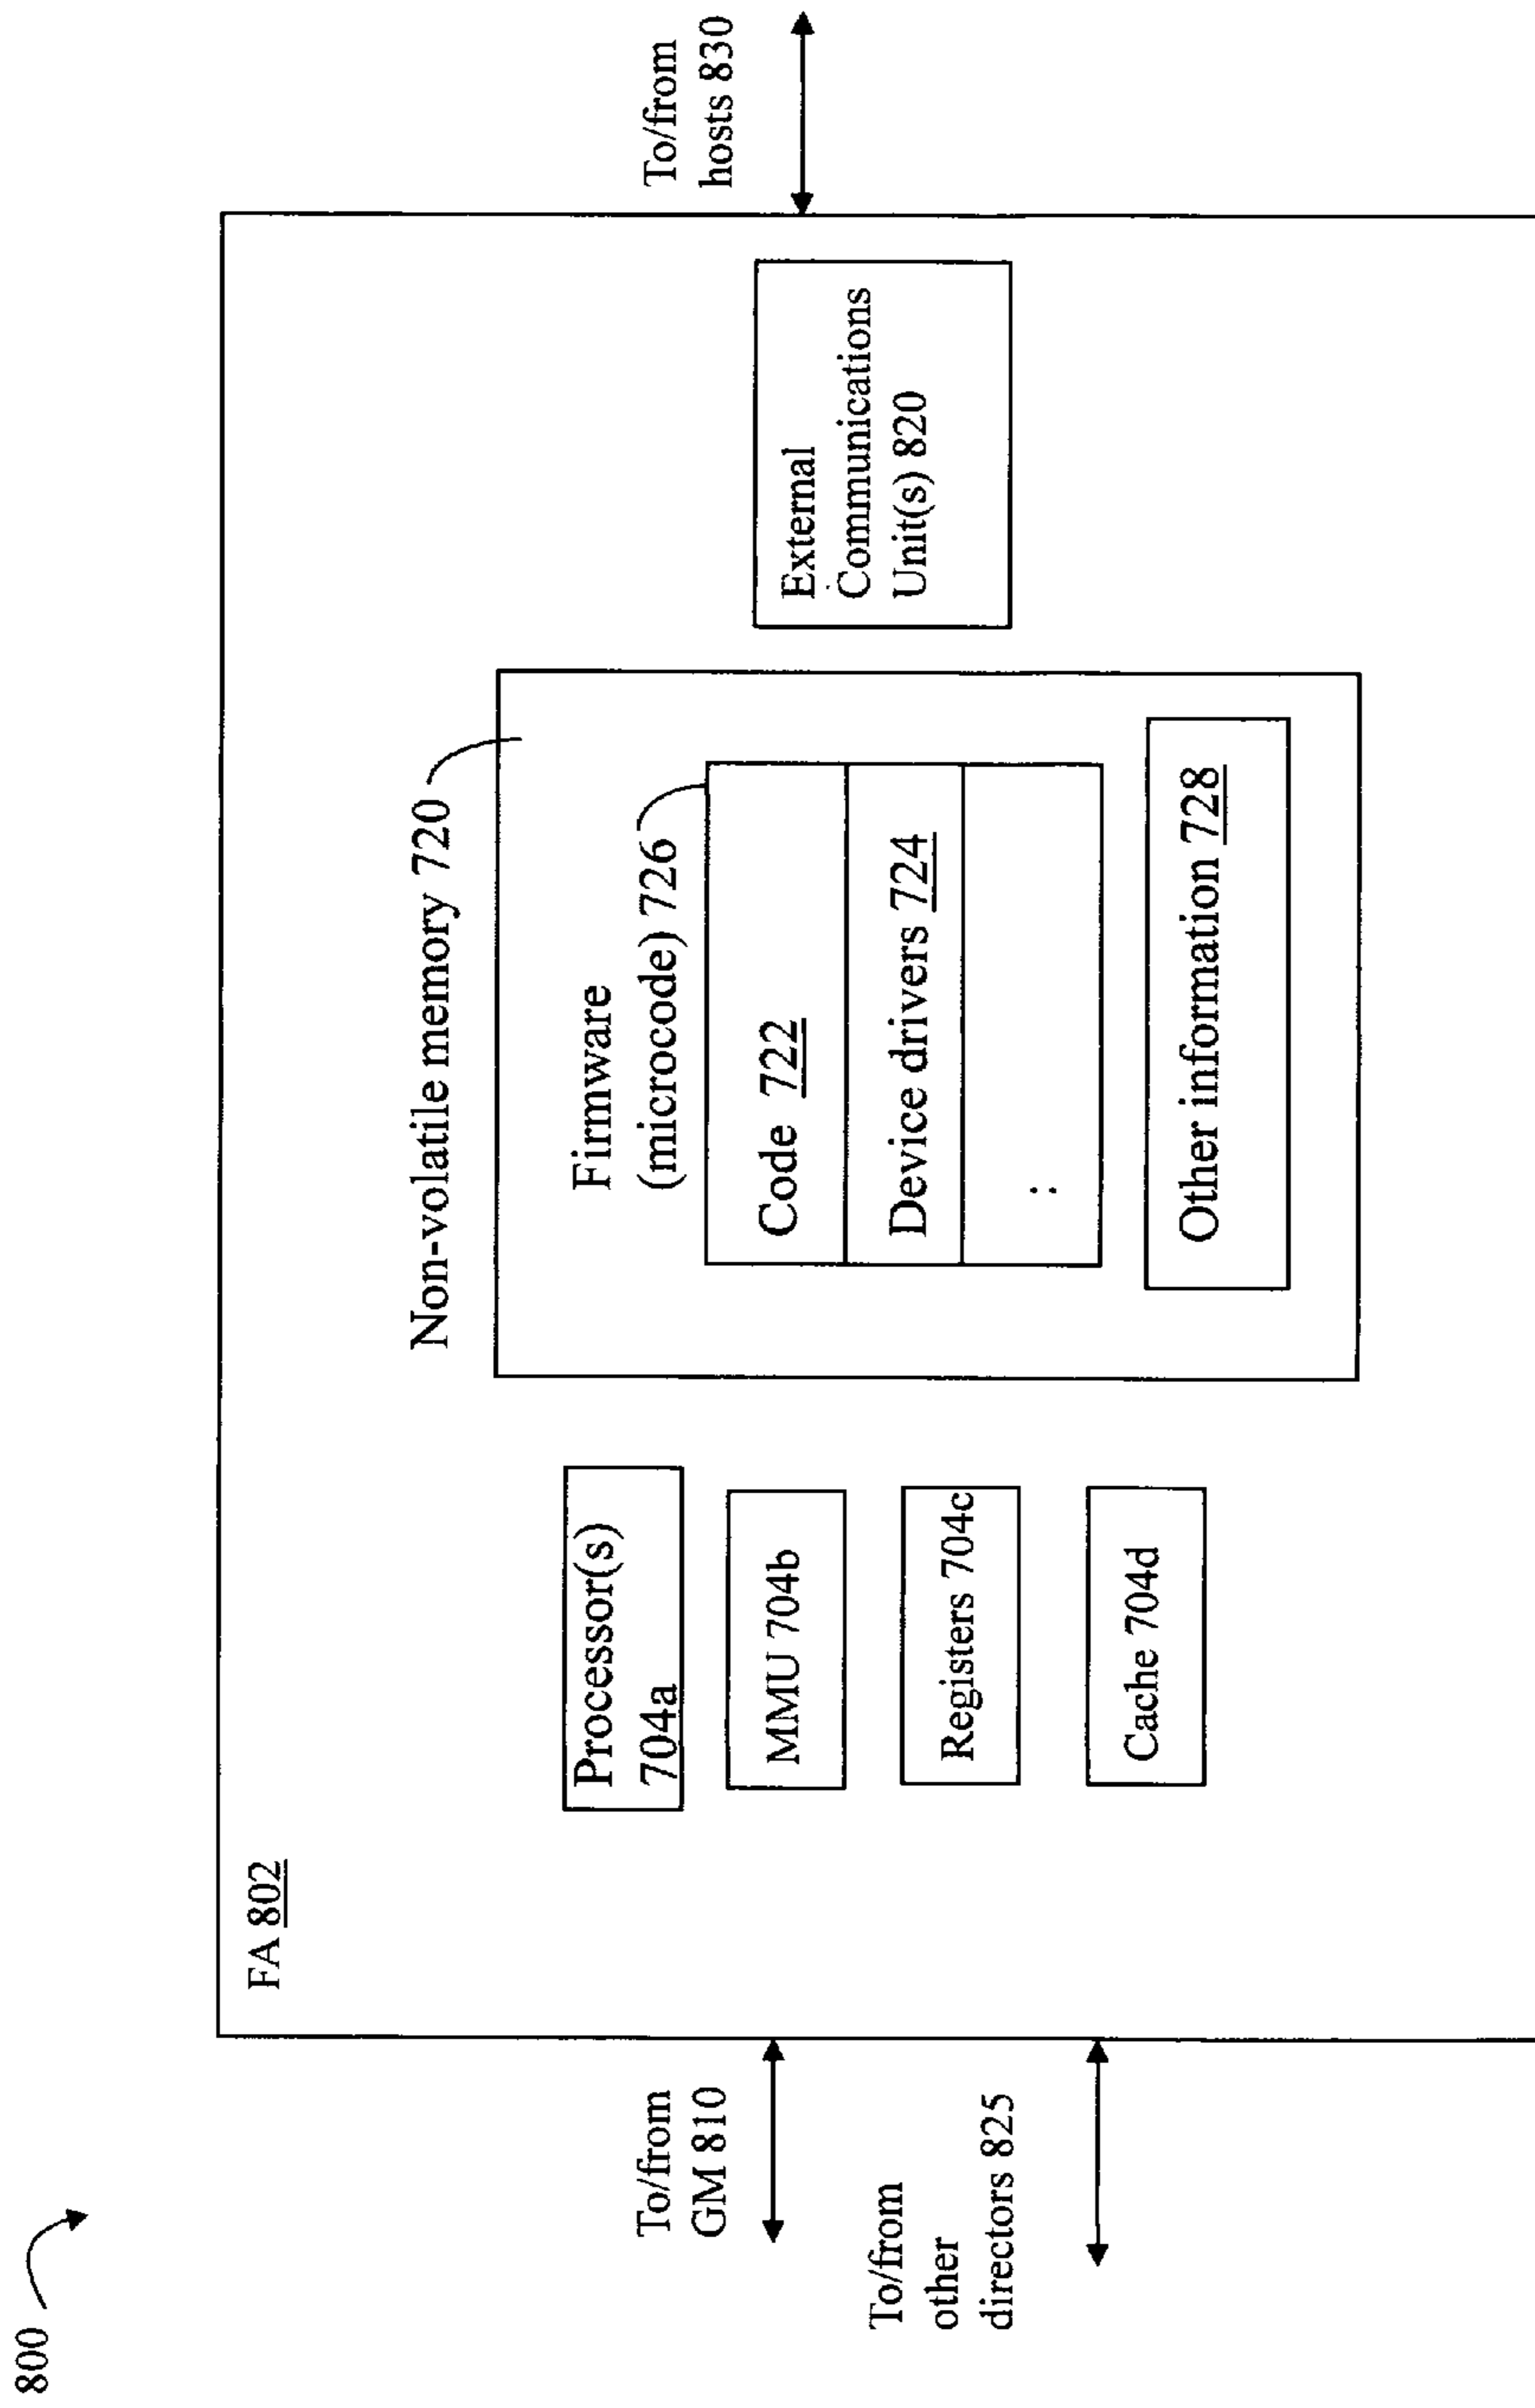 800
FA 802
To/from
GM 810
To/from
other
directors 825
Processor(s)
704a
MMU 704b
Registers 704c
Cache 704d
Non-volatile memory 720
Firmware
(microcode) 726
Code 722
Device drivers 724
:
Other information 728
External
Communications
Unit(s) 820
To/from
hosts 830